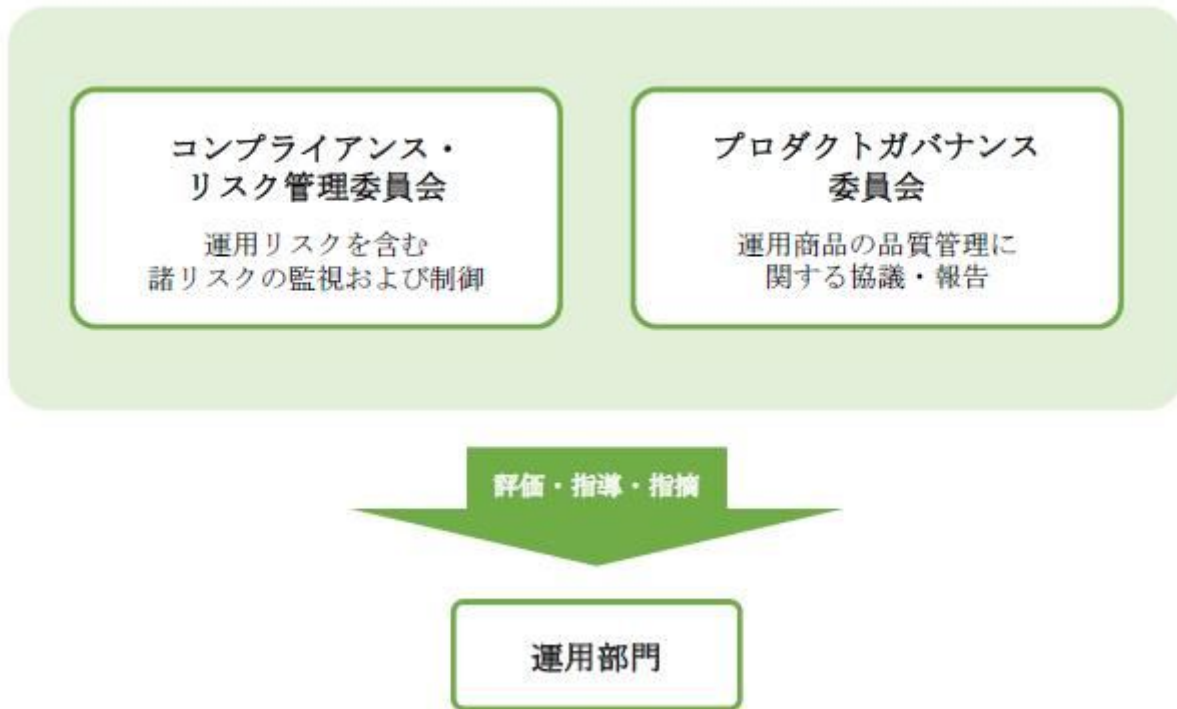 コンプライアンス・
リスク管理委員会
運用リスクを含む
諸リスクの監視および制御
プロダクトガバナンス
委員会
運用商品の品質管理に
関する協議・報告
評価・指導・指摘
運用部門